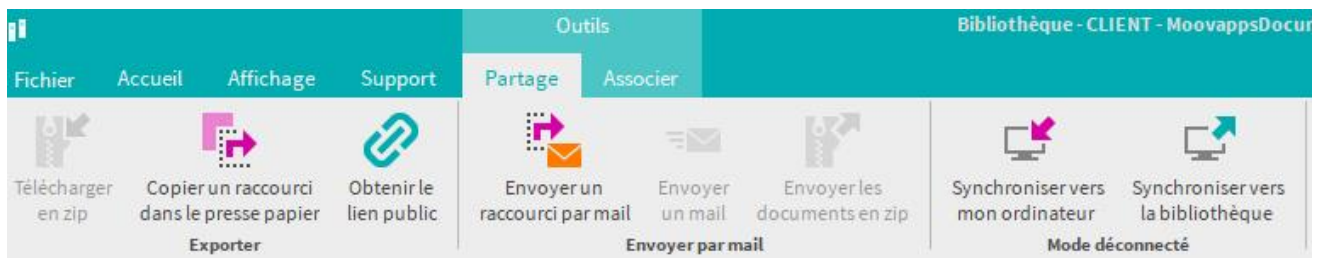 Outils
Bibliothèque - CLIENT - MoovappsDocur
Fichier Accueil Affichage Support Partage Associer
Télécharger en zip
Copier un raccourci dans le presse papier
Obtenir le lien public
Envoyer un raccourci par mail
Envoyer un mail
Envoyer les documents en zip
Synchroniser vers mon ordinateur
Synchroniser vers la bibliothèque
Exporter
Envoyer par mail
Mode déconnecté